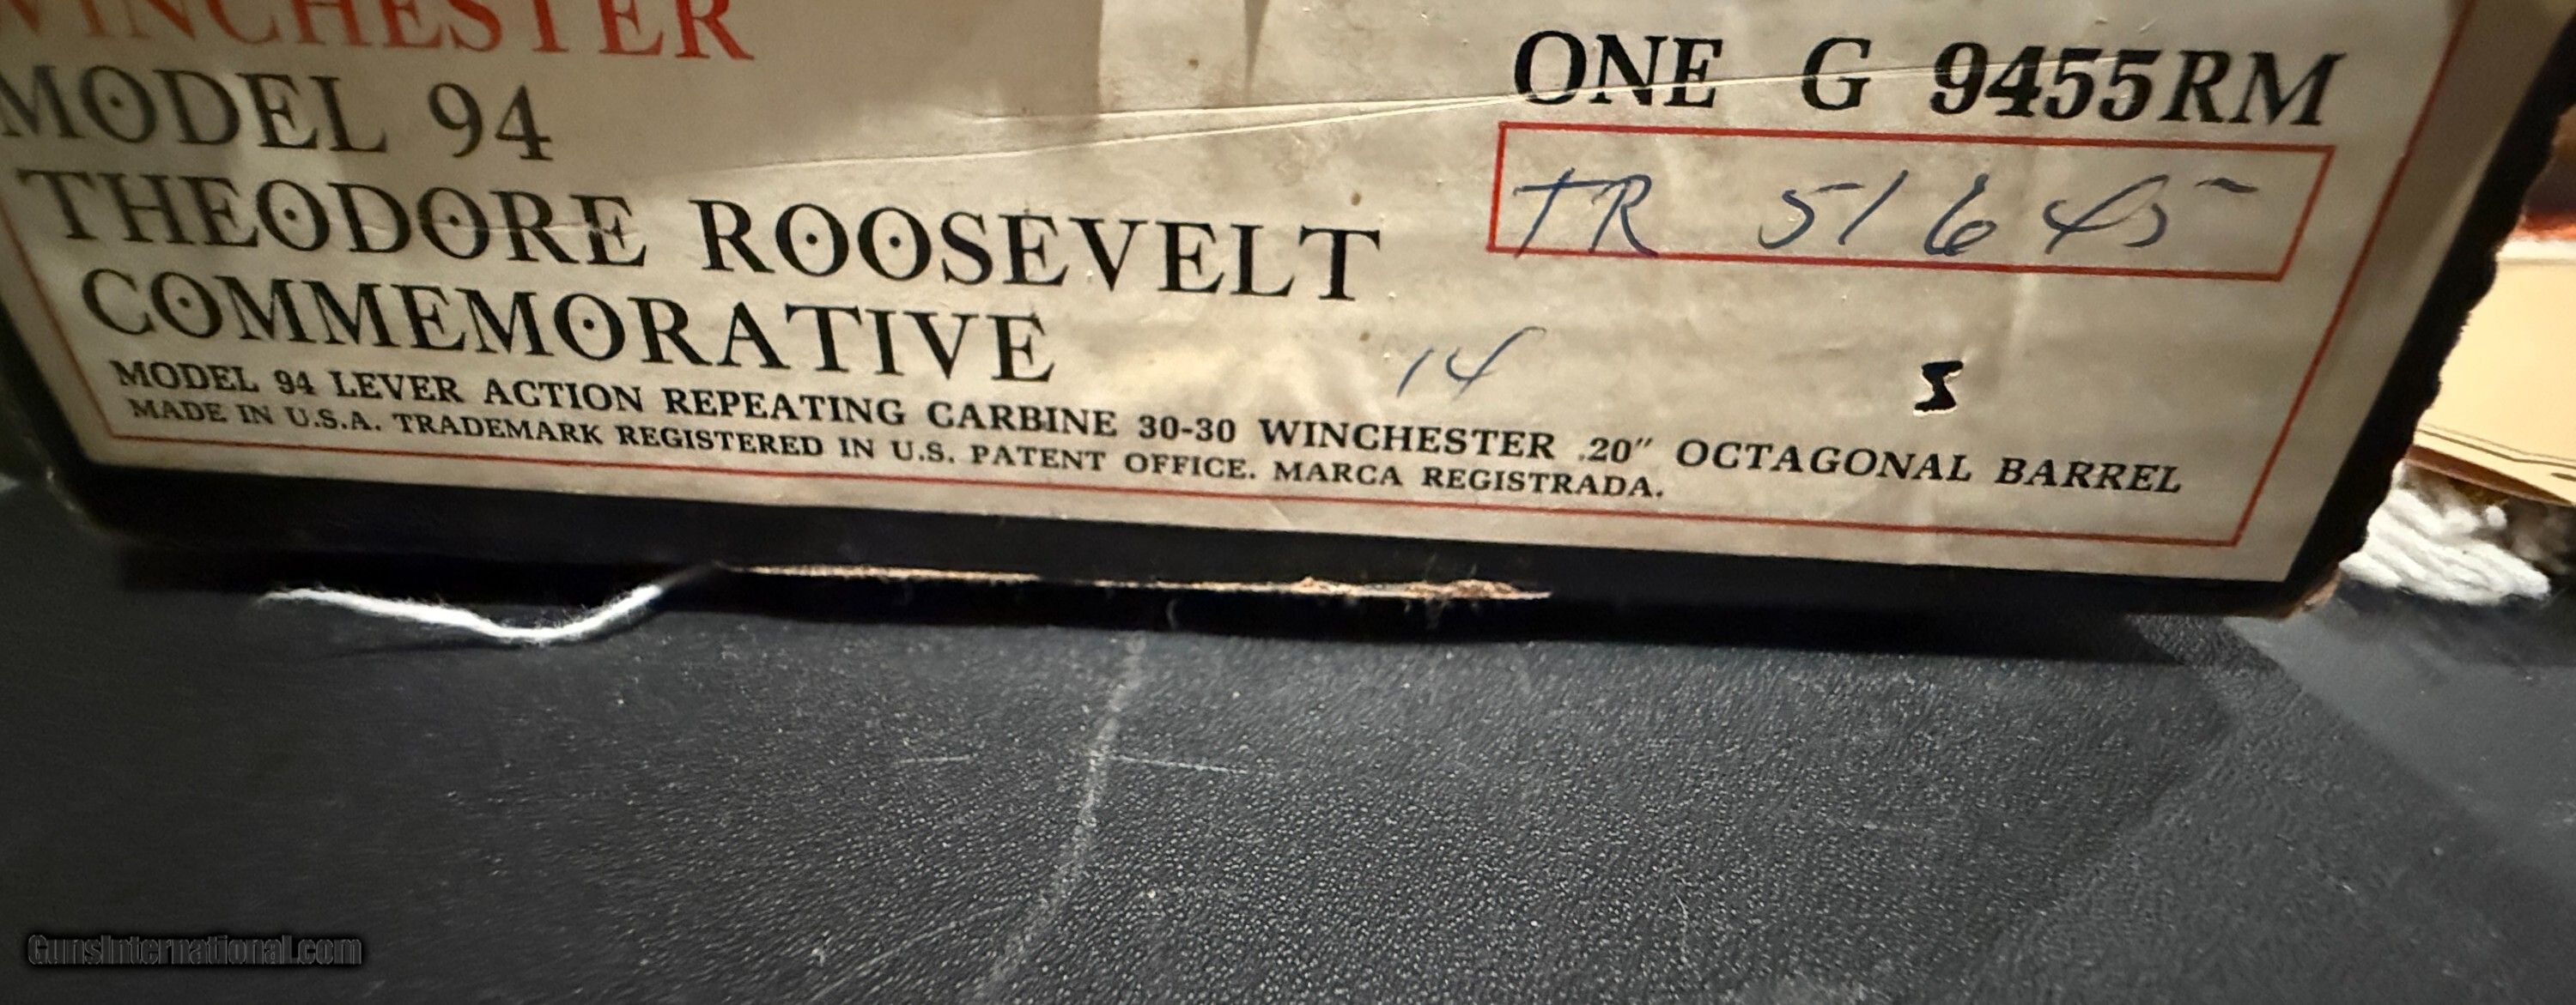 WINCHESTER
MODEL 94
THEODORE ROOSEVELT
COMMEMORATIVE
MODEL 94 LEVER ACTION REPEATING CARBINE 30-30 WINCHESTER .20" OCTAGONAL BARREL
MADE IN U.S.A. TRADEMARK REGISTERED IN U.S. PATENT OFFICE. MARCA REGISTRADA.
ONE G 9455RM
TR 51645
14
S
GunsInternational.com